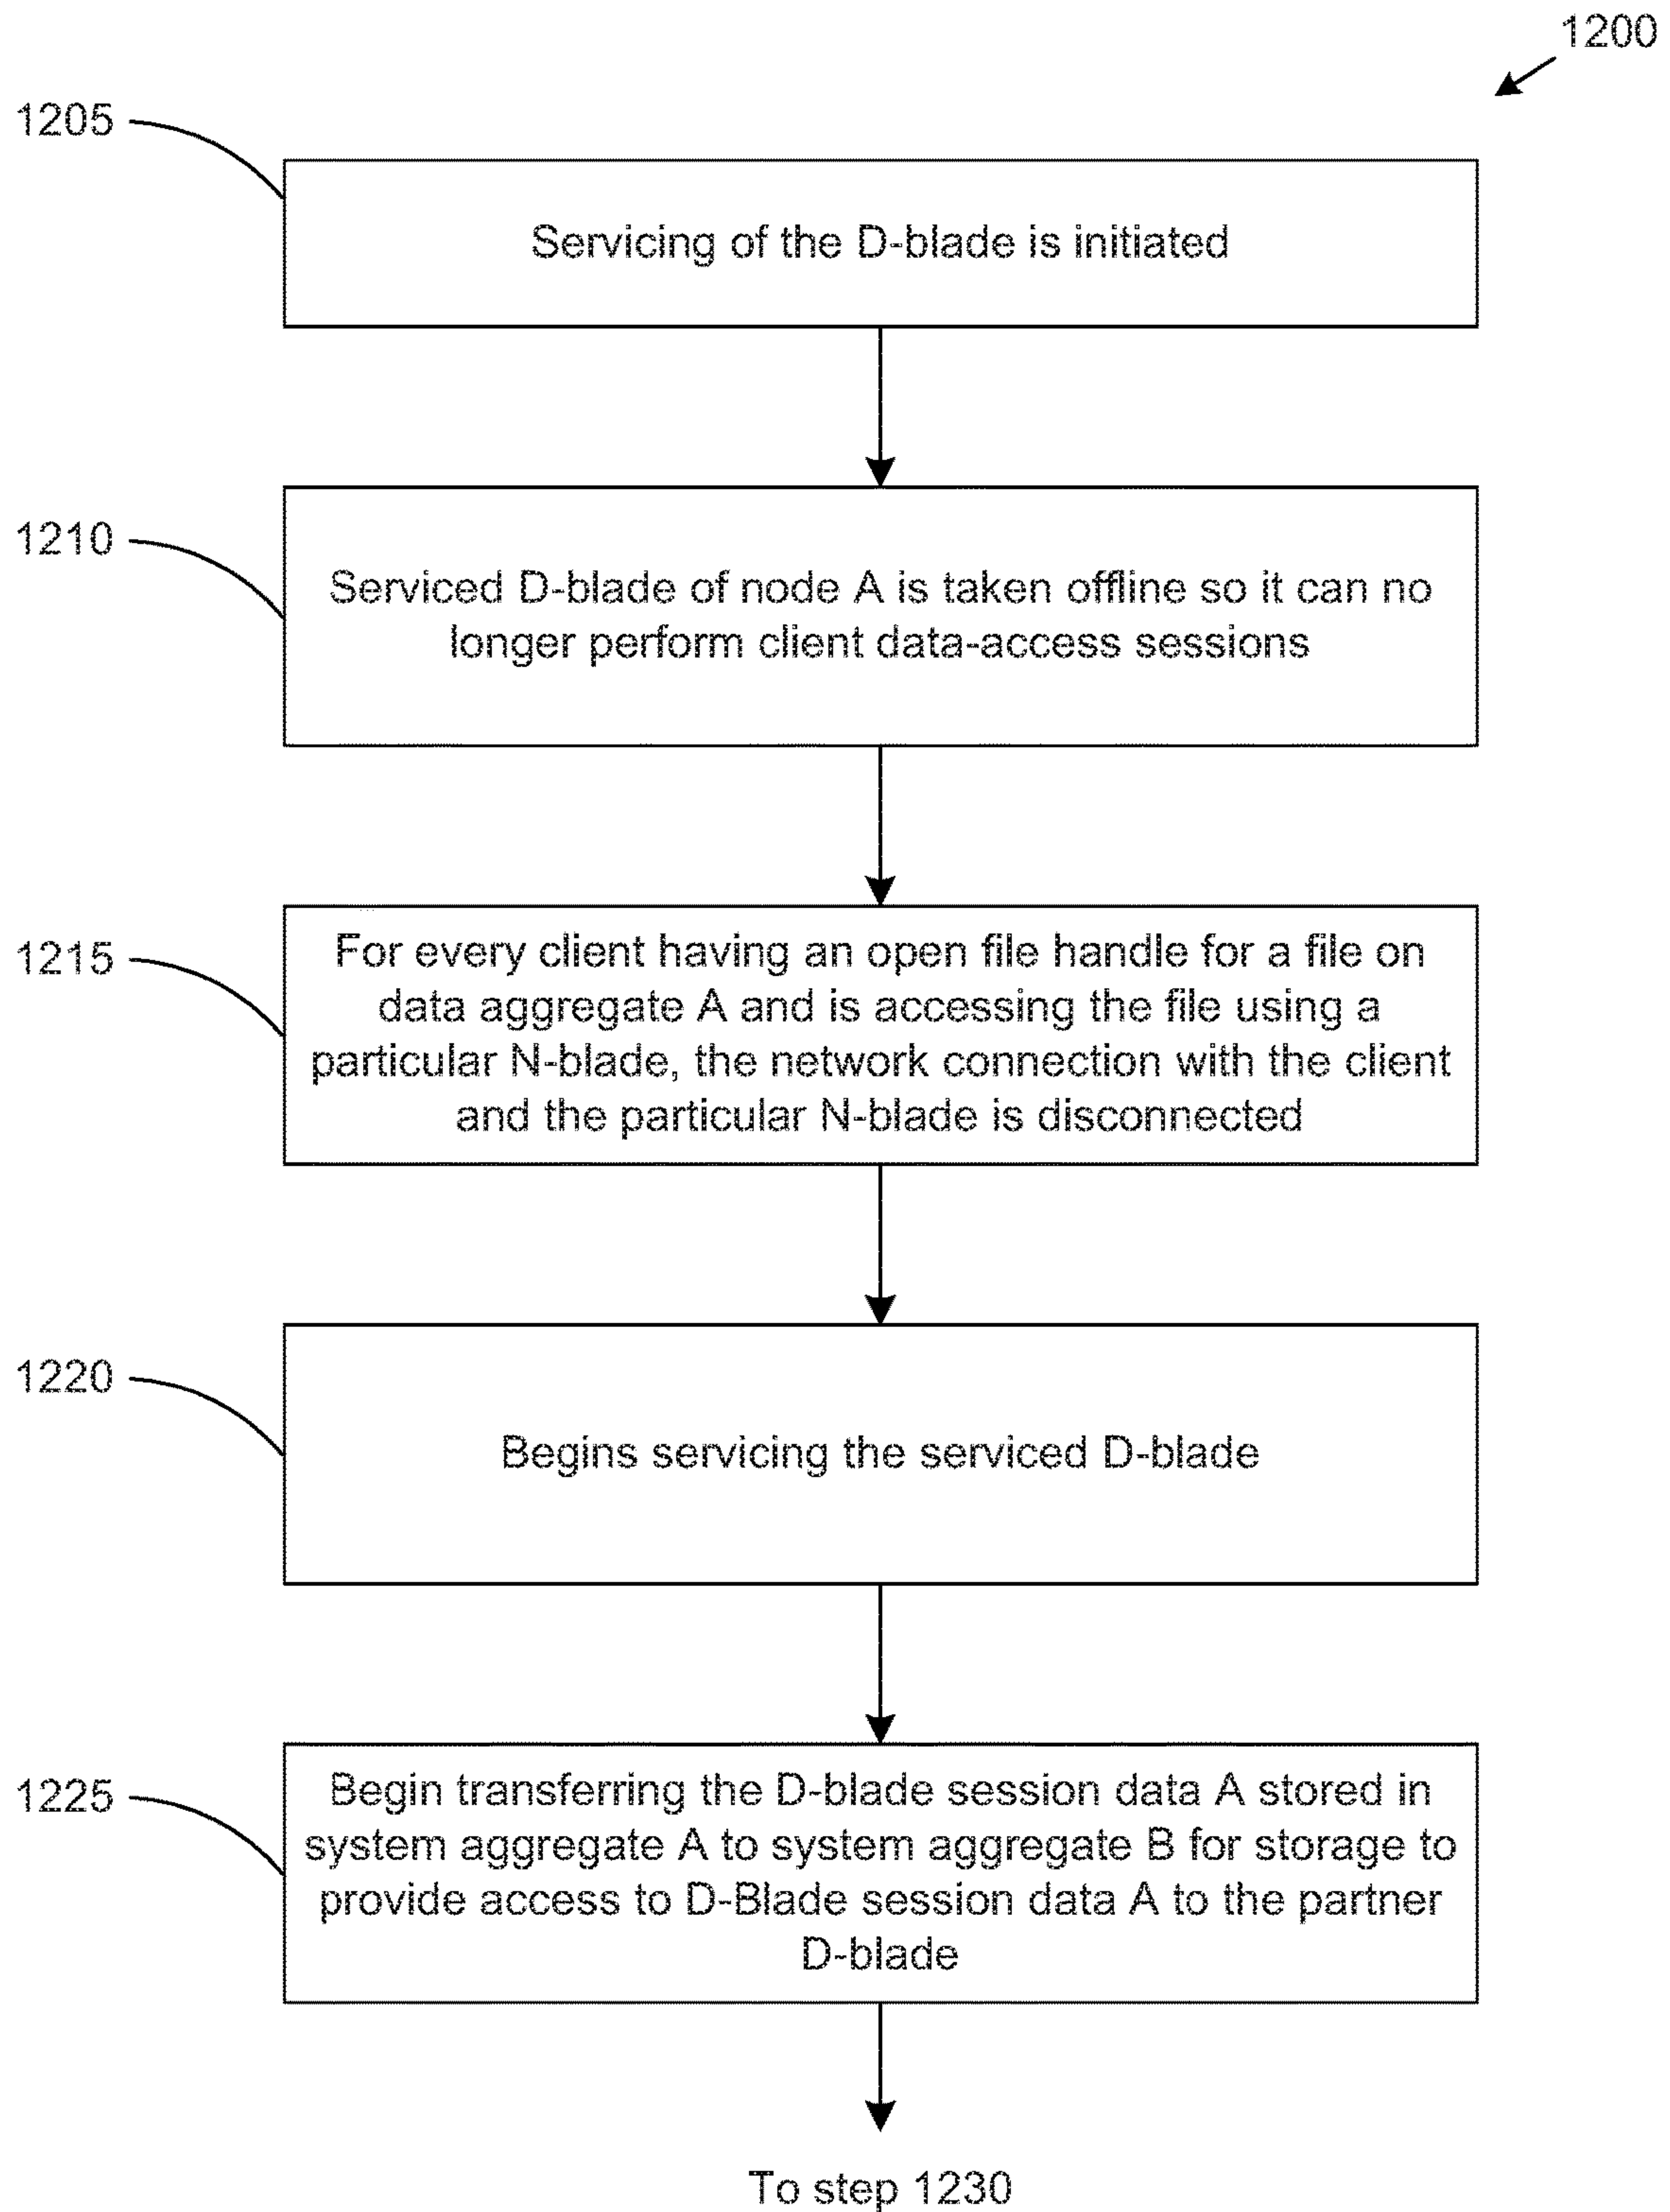 1200
1205
Servicing of the D-blade is initiated
1210
Serviced D-blade of node A is taken offline so it can no
longer perform client data-access sessions
1215
For every client having an open file handle for a file on
data aggregate A and is accessing the file using a
particular N-blade, the network connection with the client
and the particular N-blade is disconnected
1220
Begins servicing the serviced D-blade
1225
Begin transferring the D-blade session data A stored in
system aggregate A to system aggregate B for storage to
provide access to D-Blade session data A to the partner
D-blade
To step 1230